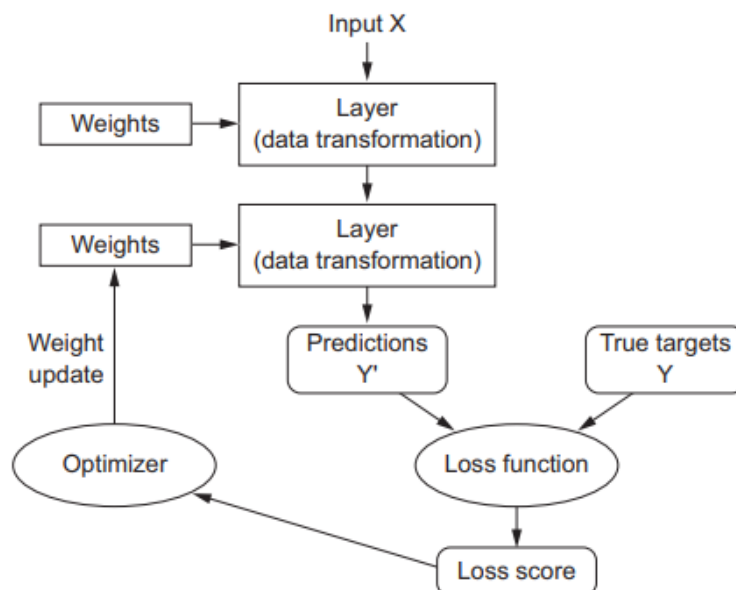 Input X
Weights
Layer
(data transformation)
Weights
Layer
(data transformation)
Weight
update
Predictions
Y'
True targets
Y
Optimizer
Loss function
Loss score